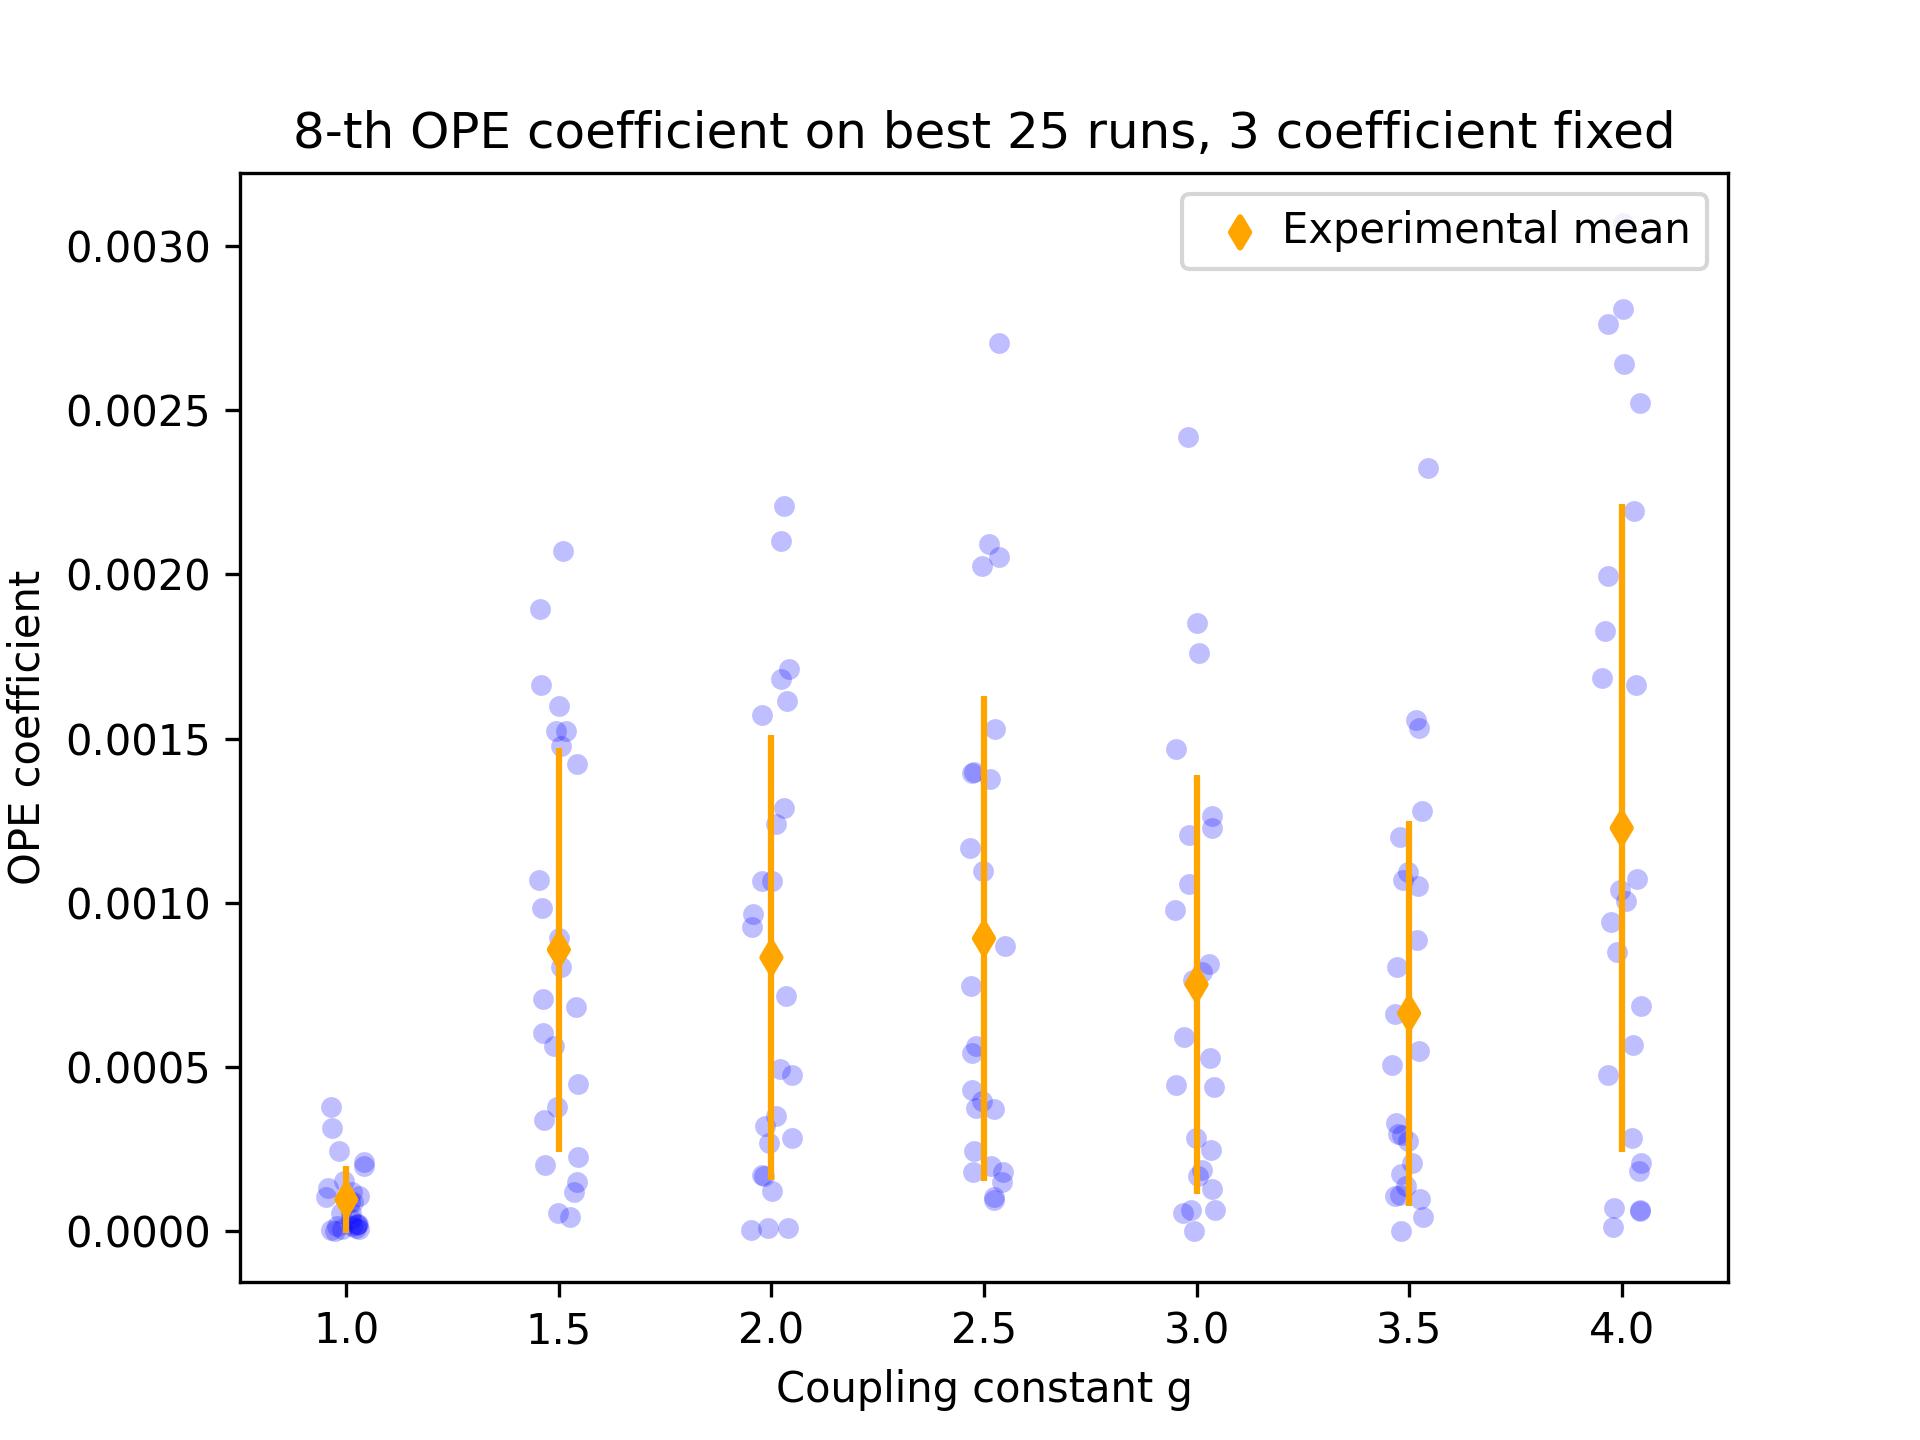 8-th OPE coefficient on best 25 runs, 3 coefficient fixed
Experimental mean
OPE coefficient
0.0030
0.0025
0.0020
0.0015
0.0010
0.0005
0.0000
1.0 1.5 2.0 2.5 3.0 3.5 4.0
Coupling constant g